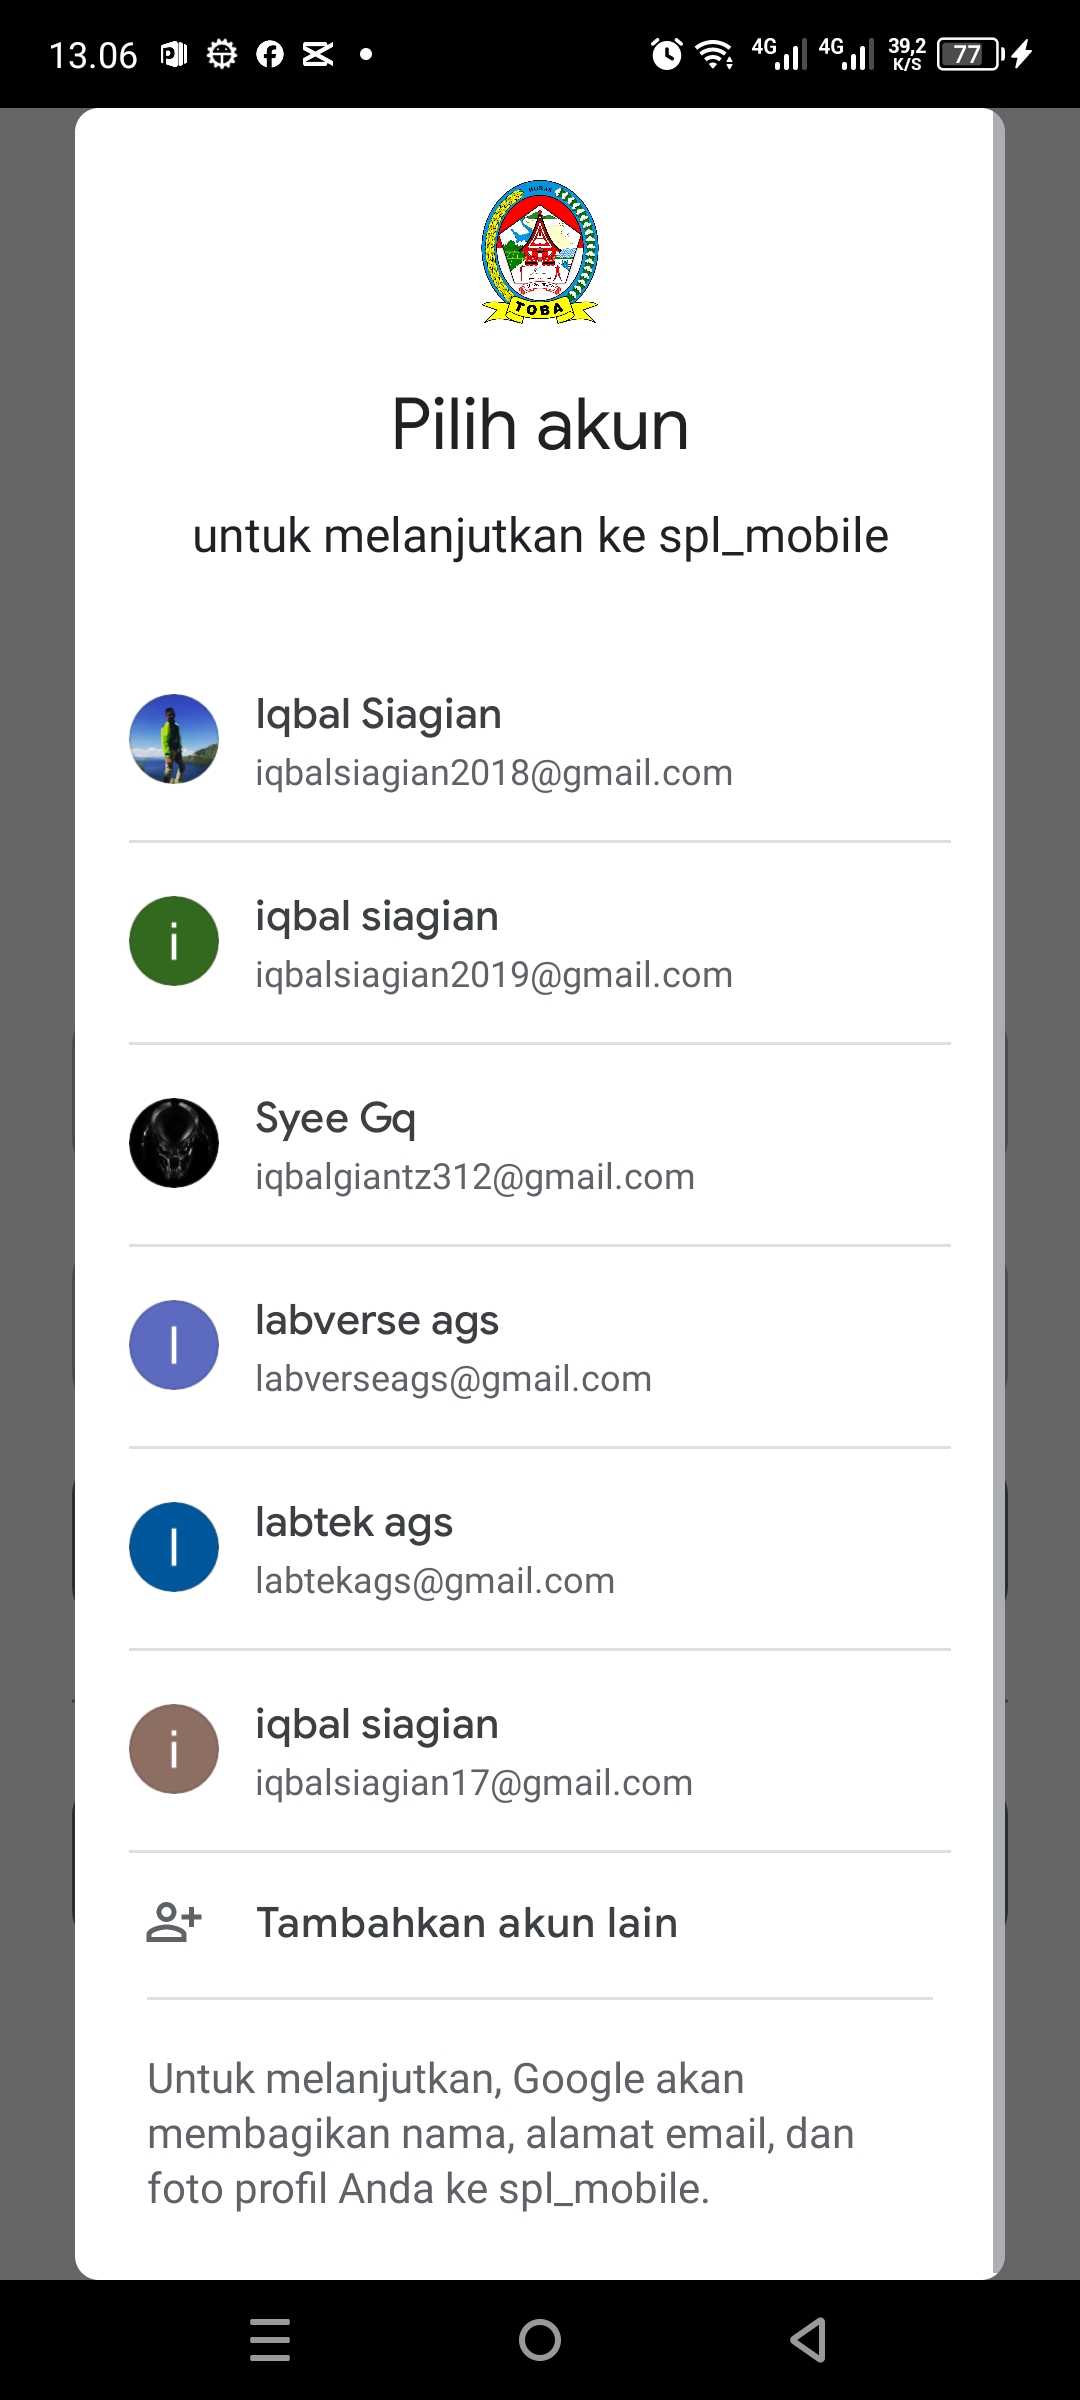 13.06
4G
4G
39,2
K/S
77
TOBA
Pilih akun
untuk melanjutkan ke spl_mobile
Iqbal Siagian
iqbalsiagian2018@gmail.com
i
iqbal siagian
iqbalsiagian2019@gmail.com
Syee Gq
iqbalgiantz312@gmail.com
l
labverse ags
labverseags@gmail.com
l
labtek ags
labtekags@gmail.com
i
iqbal siagian
iqbalsiagian17@gmail.com
Tambahkan akun lain
Untuk melanjutkan, Google akan
membagikan nama, alamat email, dan
foto profil Anda ke spl_mobile.